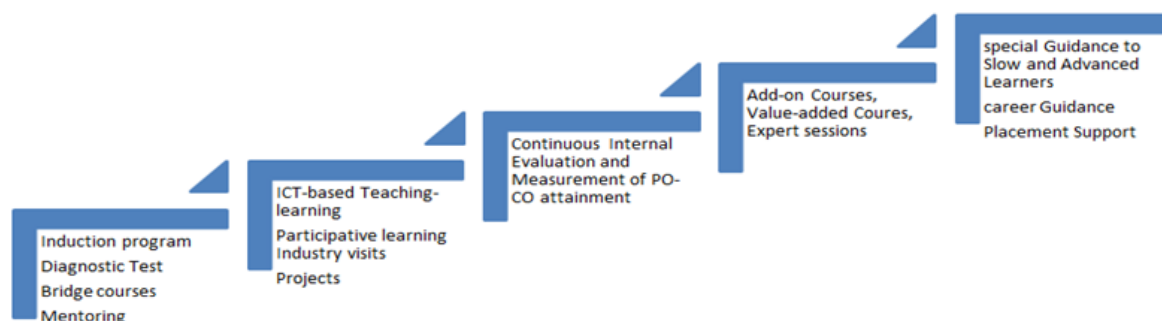 Induction program
Diagnostic Test
Bridge courses
Mentoring
ICT-based Teaching-
learning
Participative learning
Industry visits
Projects
Continuous Internal
Evaluation and
Measurement of PO-
CO attainment
Add-on Courses,
Value-added Coures,
Expert sessions
special Guidance to
Slow and Advanced
Learners
career Guidance
Placement Support